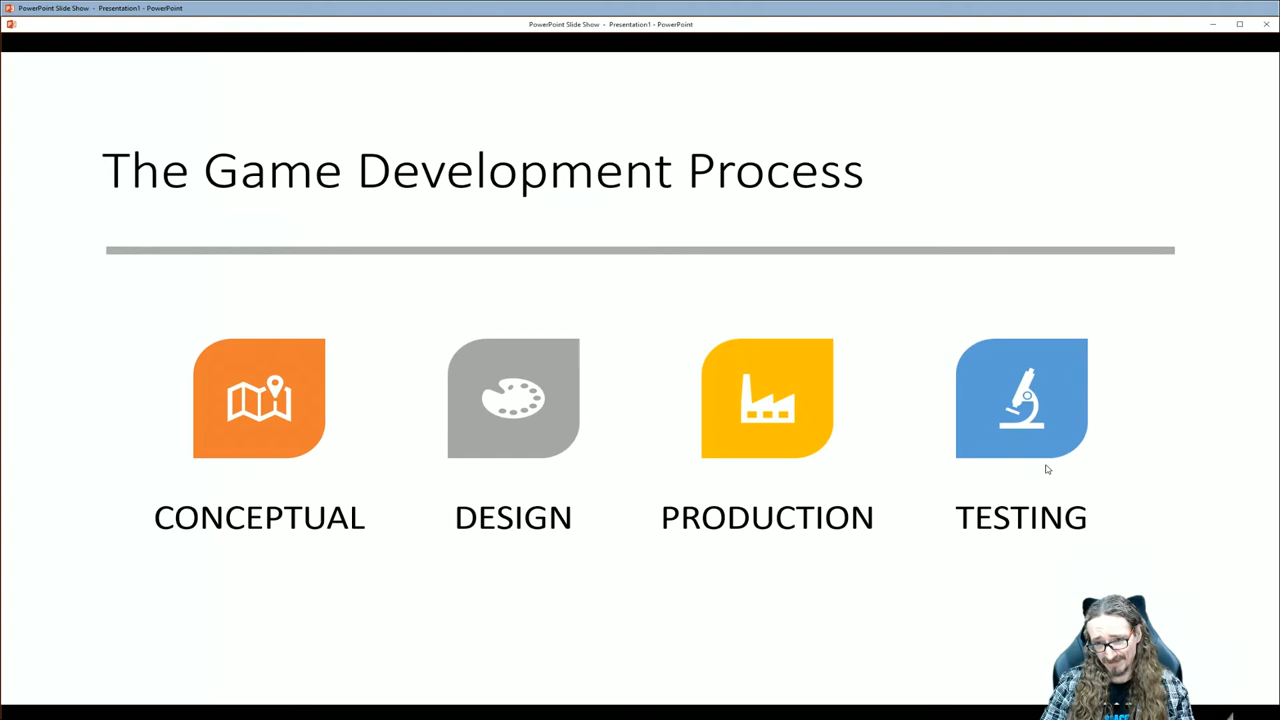 PowerPoint Slide Show - Presentation1 - PowerPoint
PowerPoint Slide Show - Presentation1 - PowerPoint
The Game Development Process
CONCEPTUAL
DESIGN
PRODUCTION
TESTING